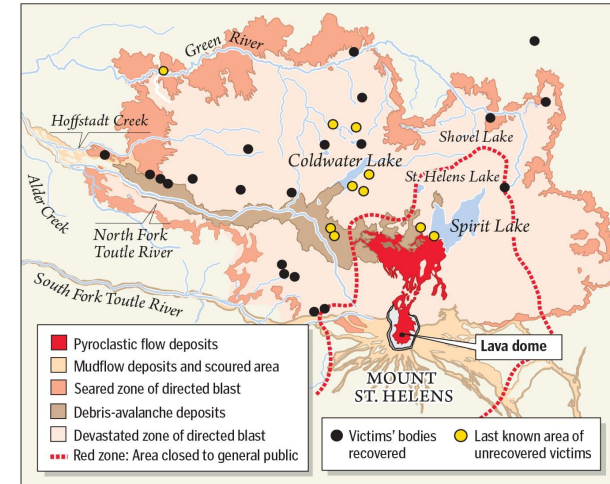 Green River
Hoffstadt Creek
Shovel Lake
Coldwater Lake
St. Helens Lake
Alder Creek
North Fork
Toutle River
Spirit Lake
South Fork Toutle River
Lava dome
MOUNT
ST. HELENS
Pyroclastic flow deposits
Mudflow deposits and scoured area
Seared zone of directed blast
Debris-avalanche deposits
Devastated zone of directed blast
Red zone: Area closed to general public
Victims' bodies
recovered
Last known area of
unrecovered victims